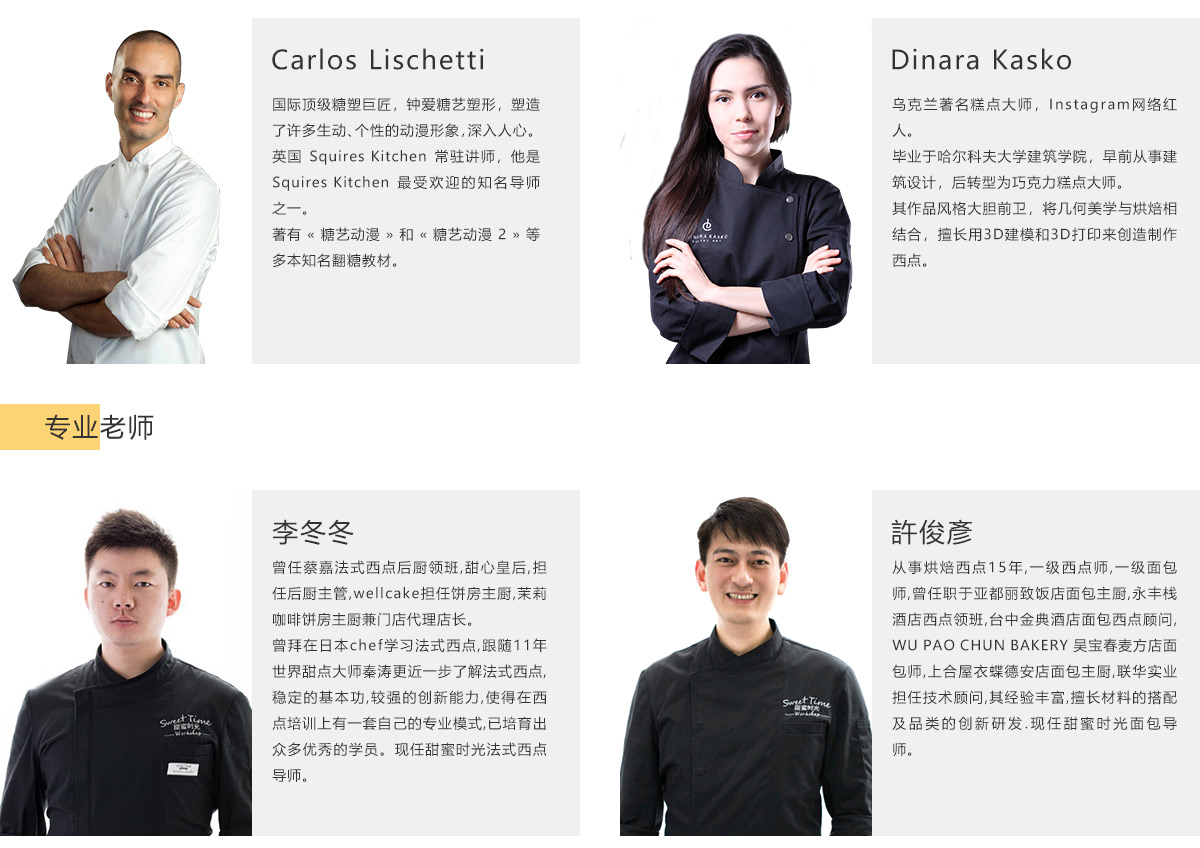 Carlos Lischetti
国际顶级糖塑巨匠，钟爱糖艺塑形，塑造
了许多生动、个性的动漫形象,深入人心。
英国 Squires Kitchen 常驻讲师，他是
Squires Kitchen 最受欢迎的知名导师
之一。
著有 « 糖艺动漫 » 和 « 糖艺动漫 2 » 等
多本知名翻糖教材。
Dinara Kasko
乌克兰著名糕点大师，Instagram网络红
人。
毕业于哈尔科夫大学建筑学院，早前从事建
筑设计，后转型为巧克力糕点大师。
其作品风格大胆前卫，将几何美学与烘焙相
结合，擅长用3D建模和3D打印来创造制作
西点。
专业老师
李冬冬
曾任蔡嘉法式西点后厨领班,甜心皇后,担
任后厨主管,wellcake担任饼房主厨,茉莉
咖啡饼房主厨兼门店代理店长。
曾拜在日本chef学习法式西点,跟随11年
世界甜点大师秦涛更近一步了解法式西点,
稳定的基本功,较强的创新能力,使得在西
点培训上有一套自己的专业模式,已培育出
众多优秀的学员。现任甜蜜时光法式西点
导师。
Sweet Time
甜蜜时光
Workshop
許俊彥
从事烘焙西点15年,一级西点师,一级面包
师,曾任职于亚都丽致饭店面包主厨,永丰栈
酒店西点领班,台中金典酒店面包西点顾问,
WU PAO CHUN BAKERY 吴宝春麦方店面
包师,上合屋衣蝶德安店面包主厨,联华实业
担任技术顾问,其经验丰富,擅长材料的搭配
及品类的创新研发.现任甜蜜时光面包导
师。
Sweet Time
甜蜜时光
Workshop